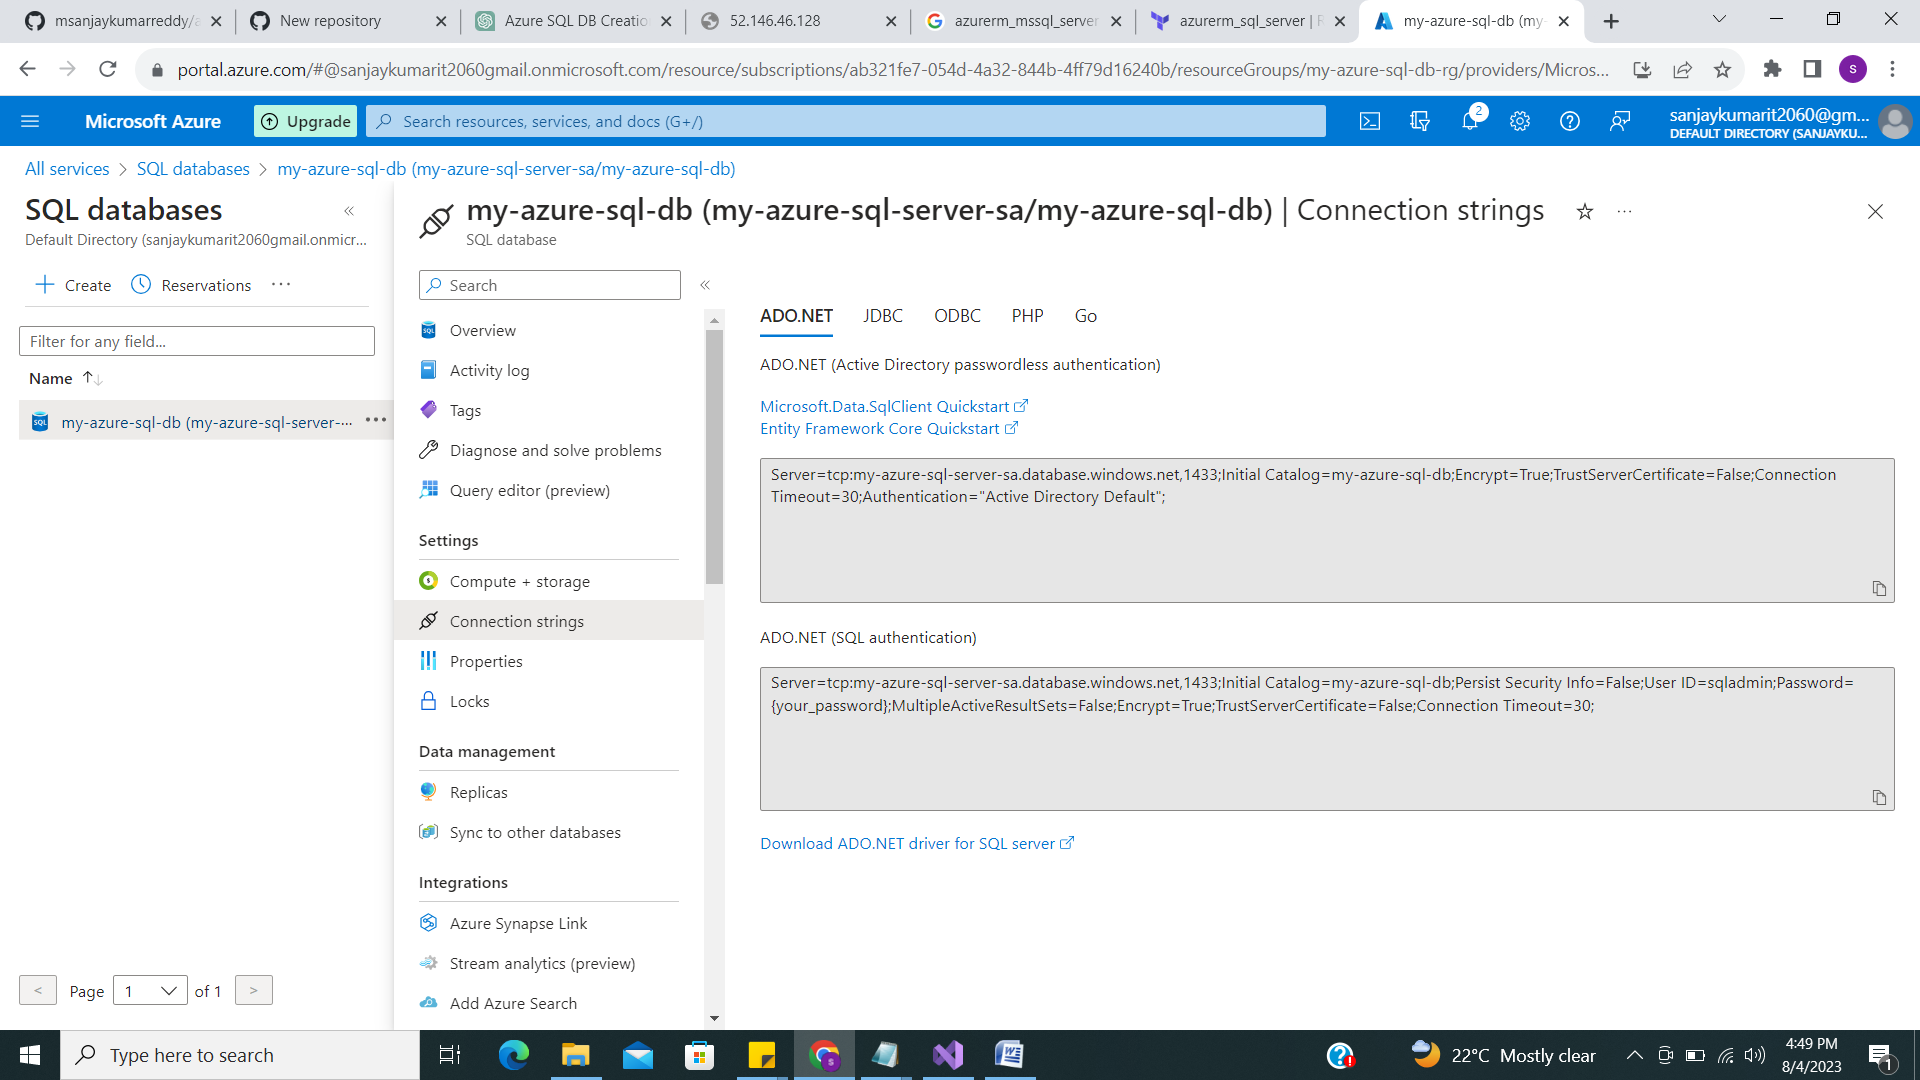 msanjaykumarreddy/a
New repository
Azure SQL DB Creatio
52.146.46.128
azurerm_mssql_server
azurerm_sql_server | R
my-azure-sql-db (my-
portal.azure.com/#@sanjaykumarit2060gmail.onmicrosoft.com/resource/subscriptions/ab321fe7-054d-4a32-844b-4ff79d16240b/resourceGroups/my-azure-sql-db-rg/providers/Micros...
S
Microsoft Azure
Upgrade
Search resources, services, and docs (G+/)
2
sanjaykumarit2060@gm...
DEFAULT DIRECTORY (SANJAYKU...
All services > SQL databases > my-azure-sql-db (my-azure-sql-server-sa/my-azure-sql-db)
SQL databases
Default Directory (sanjaykumarit2060gmail.onmicr...
Create
Reservations
Filter for any field...
Name
my-azure-sql-db (my-azure-sql-server-...
< Page 1 of 1 >
my-azure-sql-db (my-azure-sql-server-sa/my-azure-sql-db) | Connection strings
SQL database
Search
Overview
Activity log
Tags
Diagnose and solve problems
Query editor (preview)
Settings
Compute + storage
Connection strings
Properties
Locks
Data management
Replicas
Sync to other databases
Integrations
Azure Synapse Link
Stream analytics (preview)
Add Azure Search
ADO.NET JDBC ODBC PHP Go
ADO.NET (Active Directory passwordless authentication)
Microsoft.Data.SqlClient Quickstart
Entity Framework Core Quickstart
Server=tcp:my-azure-sql-server-sa.database.windows.net,1433;Initial Catalog=my-azure-sql-db;Encrypt=True;TrustServerCertificate=False;Connection
Timeout=30;Authentication="Active Directory Default";
ADO.NET (SQL authentication)
Server=tcp:my-azure-sql-server-sa.database.windows.net,1433;Initial Catalog=my-azure-sql-db;Persist Security Info=False;User ID=sqladmin;Password=
{your_password};MultipleActiveResultSets=False;Encrypt=True;TrustServerCertificate=False;Connection Timeout=30;
Download ADO.NET driver for SQL server
Type here to search
22°C Mostly clear
4:49 PM
8/4/2023
1